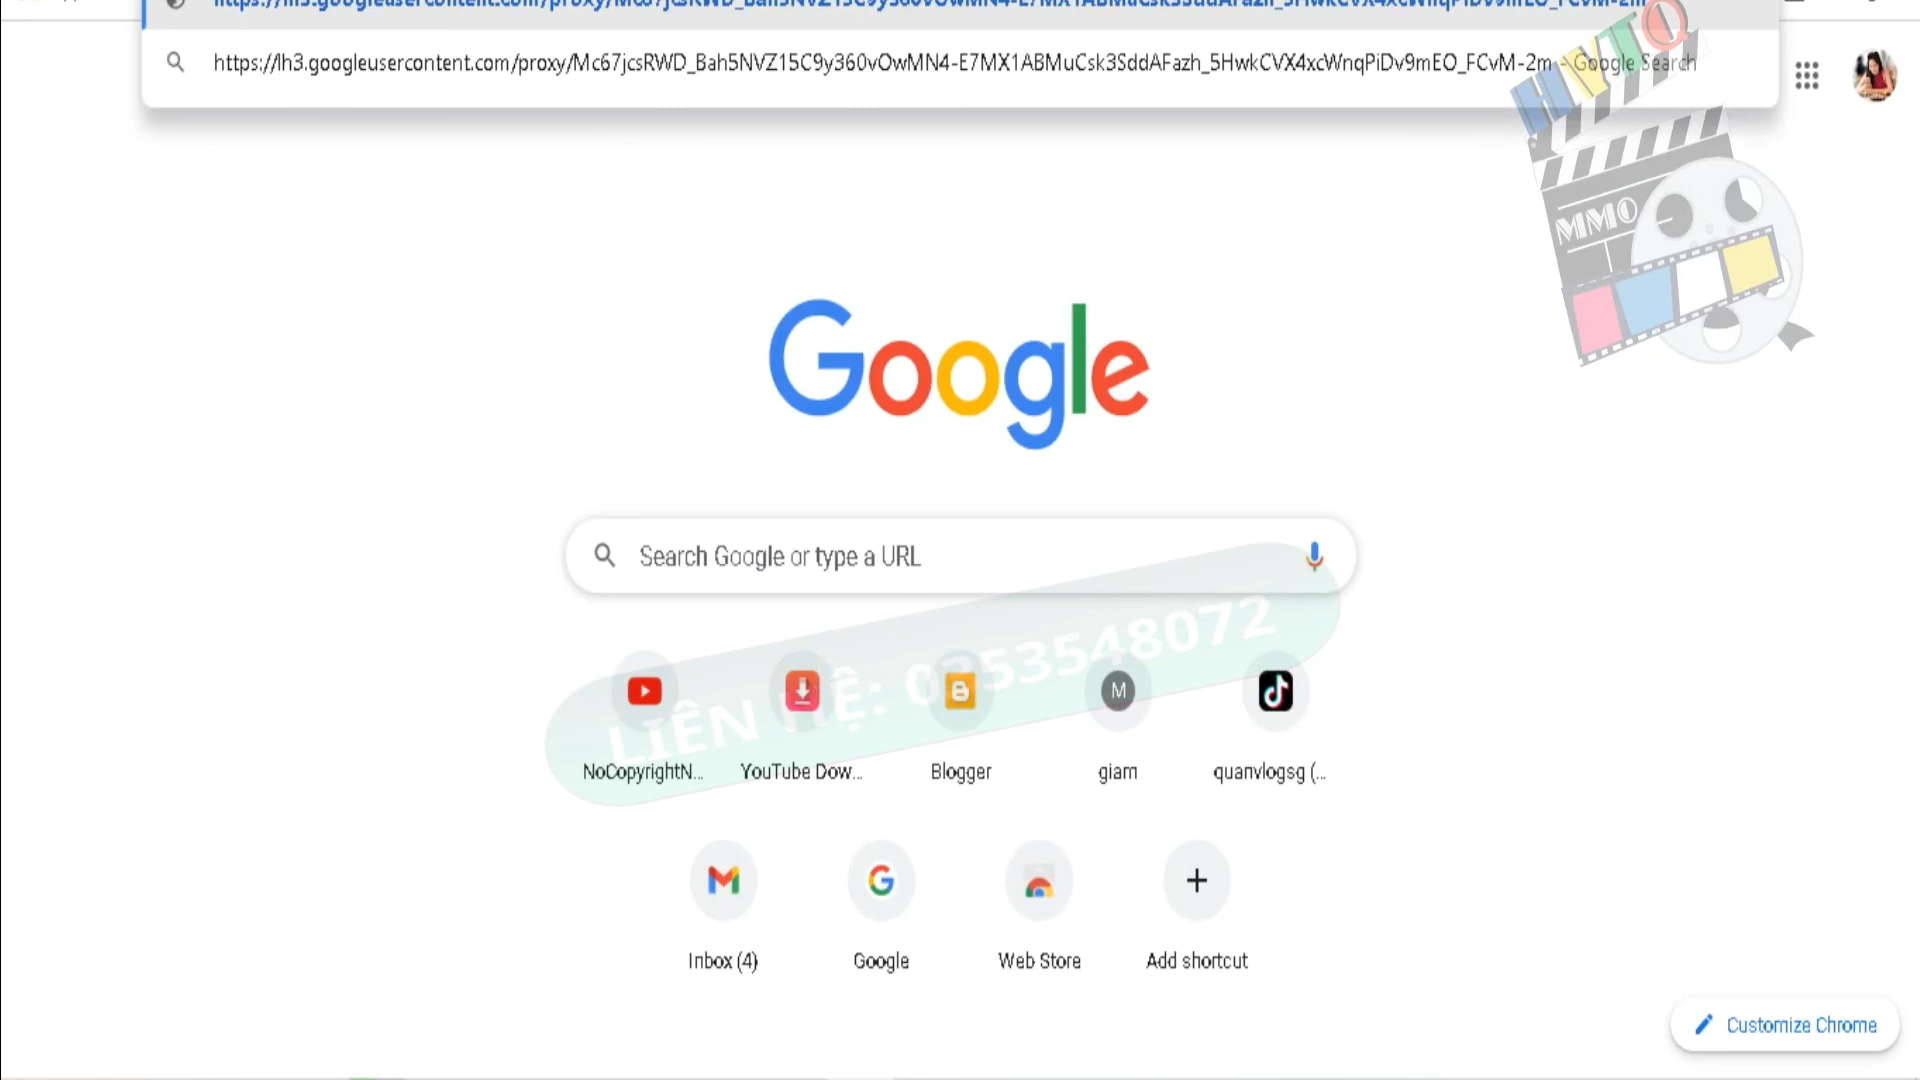 https://lh3.googleusercontent.com/proxy/Mc67jcsRWD_Bah5NVZ15C9y360vOwMN4-E7MX1ABMuCsk3SddAFazh_5HwkCVX4xcWnqPiDv9mEO_FCvM-2m - Google Search
HYTQ
MMO
Google
Search Google or type a URL
LIÊN HỆ: 0353548072
M
NoCopyrightN...
YouTube Dow...
Blogger
giam
quanvlogsg (...
Inbox (4)
Google
Web Store
Add shortcut
Customize Chrome